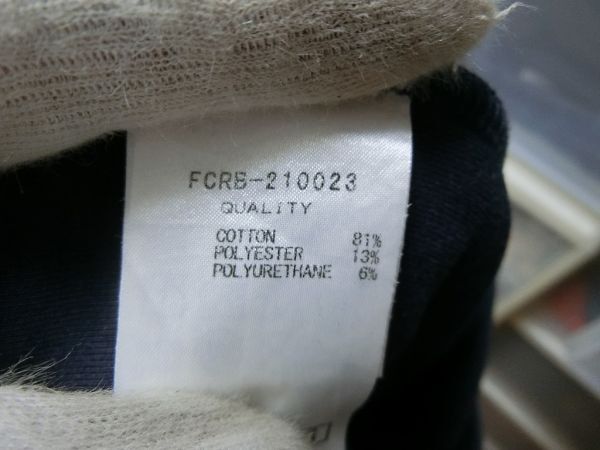 FCRB-210023
QUALITY
COTTON 81%
POLYESTER 13%
POLYURETHANE 6%